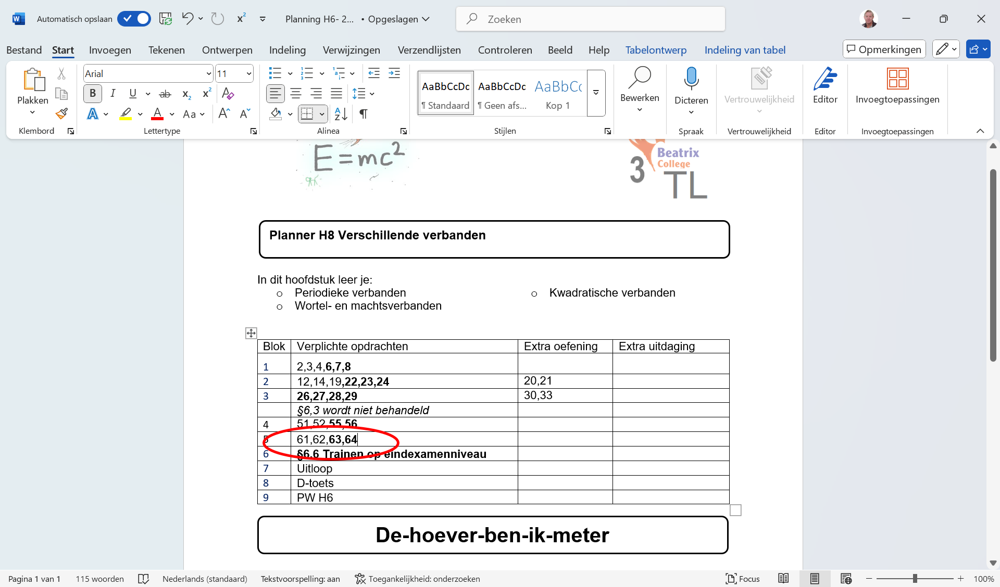 Automatisch opslaan
Planning H6- 2... • Opgeslagen
Zoeken
Bestand Start Invoegen Tekenen Ontwerpen Indeling Verwijzingen Verzendlijsten Controleren Beeld Help Tabelontwerp Indeling van tabel Opmerkingen
Plakken
Klembord
Arial 11
Lettertype
Alinea
AaBbCcDc AaBbCcDc AaBbCc
¶ Standaard ¶ Geen afs... Kop 1
Stijlen
Bewerken
Dicteren
Spraak
Vertrouwelijkheid
Vertrouwelijkheid
Editor
Editor
Invoegtoepassingen
Invoegtoepassingen
E=mc²
Beatrix
College
3 TL
Planner H8 Verschillende verbanden
In dit hoofdstuk leer je:
o Periodieke verbanden
o Wortel- en machtsverbanden
o Kwadratische verbanden
Blok Verplichte opdrachten Extra oefening Extra uitdaging
1 2,3,4,6,7,8
2 12,14,19,22,23,24 20,21
3 26,27,28,29 30,33
§6,3 wordt niet behandeld
4 51,52,55,56
5 61,62,63,64
6 §6.6 Trainen op eindexamenniveau
7 Uitloop
8 D-toets
9 PW H6
De-hoever-ben-ik-meter
Pagina 1 van 1 115 woorden Nederlands (standaard) Tekstvoorspelling: aan Toegankelijkheid: onderzoeken Focus 100%